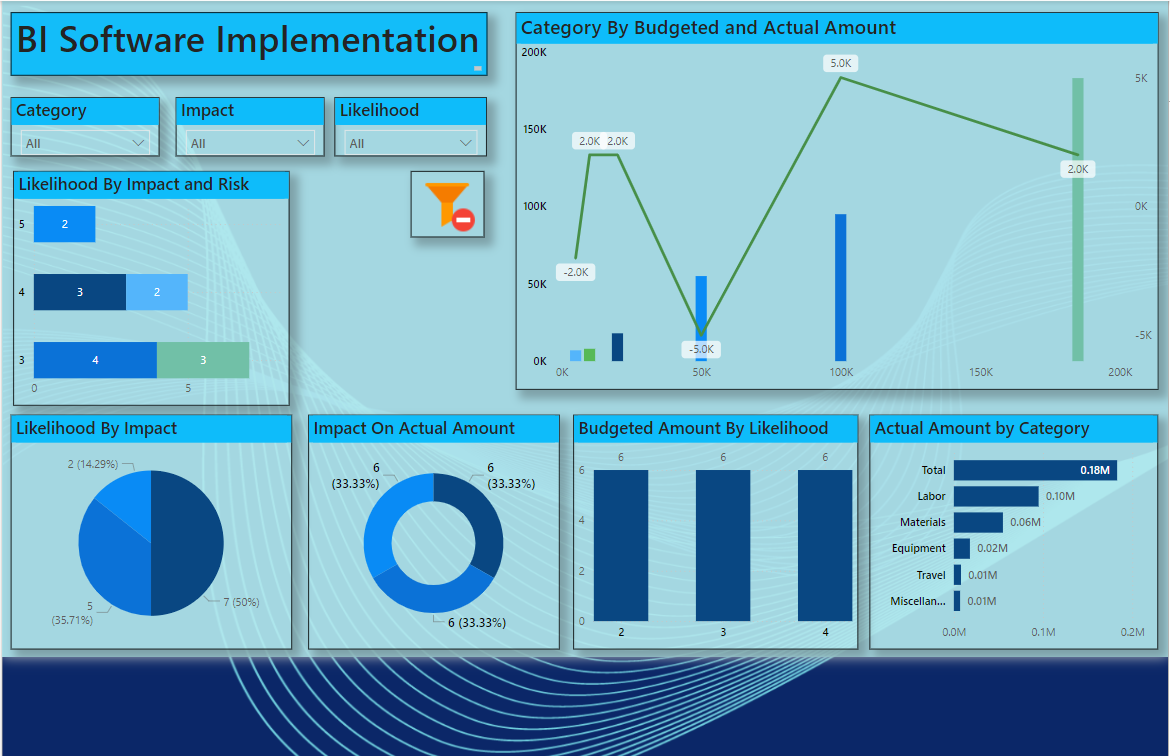 BI Software Implementation
Category
All
Impact
All
Likelihood
All
Likelihood By Impact and Risk
5
2
4
3
2
3
4
3
0
5
Category By Budgeted and Actual Amount
200K
150K
100K
50K
0K
5.0K
2.0K
2.0K
2.0K
-2.0K
-5.0K
5K
0K
-5K
0K
50K
100K
150K
200K
Likelihood By Impact
2 (14.29%)
5
(35.71%)
7 (50%)
Impact On Actual Amount
6
(33.33%)
6
(33.33%)
6 (33.33%)
Budgeted Amount By Likelihood
6
6
6
6
4
2
0
2
3
4
Actual Amount by Category
Total
0.18M
Labor
0.10M
Materials
0.06M
Equipment
0.02M
Travel
0.01M
Miscellan...
0.01M
0.0M
0.1M
0.2M